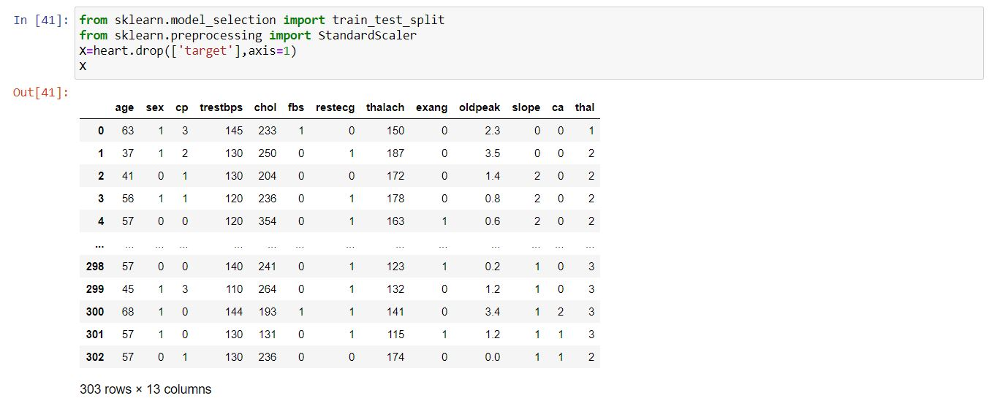 In [41]: from sklearn.model_selection import train_test_split
from sklearn.preprocessing import StandardScaler
X=heart.drop(['target'],axis=1)
X
Out[41]:
age sex cp trestbps chol fbs restecg thalach exang oldpeak slope ca thal
0 63 1 3 145 233 1 0 150 0 2.3 0 0 1
1 37 1 2 130 250 0 1 187 0 3.5 0 0 2
2 41 0 1 130 204 0 0 172 0 1.4 2 0 2
3 56 1 1 120 236 0 1 178 0 0.8 2 0 2
4 57 0 0 120 354 0 1 163 1 0.6 2 0 2
... ... ... ... ... ... ... ... ... ... ... ... ... ...
298 57 0 0 140 241 0 1 123 1 0.2 1 0 3
299 45 1 3 110 264 0 1 132 0 1.2 1 0 3
300 68 1 0 144 193 1 1 141 0 3.4 1 2 3
301 57 1 0 130 131 0 1 115 1 1.2 1 1 3
302 57 0 1 130 236 0 0 174 0 0.0 1 1 2
303 rows × 13 columns